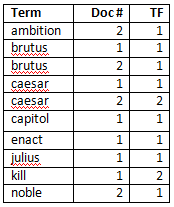 Term Doc # TF
ambition 2 1
brutus 1 1
brutus 2 1
caesar 1 1
caesar 2 2
capitol 1 1
enact 1 1
julius 1 1
kill 1 2
noble 2 1